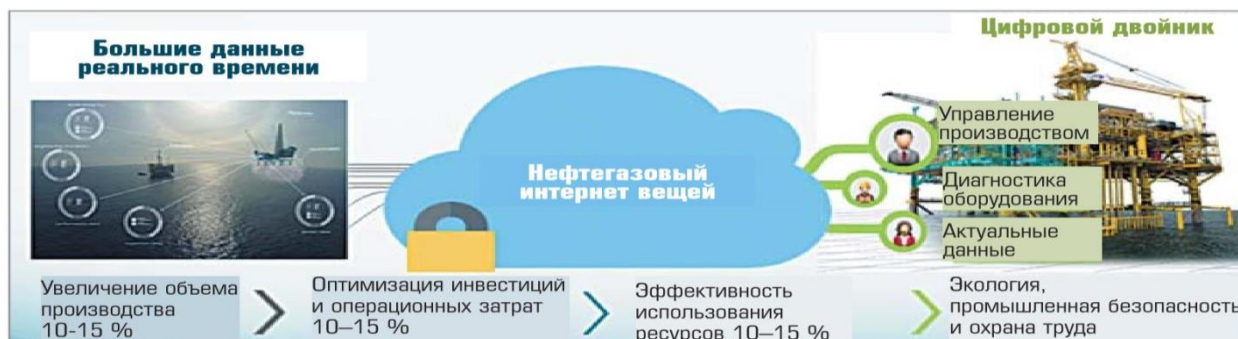 Большие данные
реального времени
Цифровой двойник
Нефтегазовый
интернет вещей
Управление
производством
Диагностика
оборудования
Актуальные
данные
Увеличение объема
производства
10-15 %
Оптимизация инвестиций
и операционных затрат
10–15 %
Эффективность
использования
ресурсов 10–15 %
Экология,
промышленная безопасность
и охрана труда